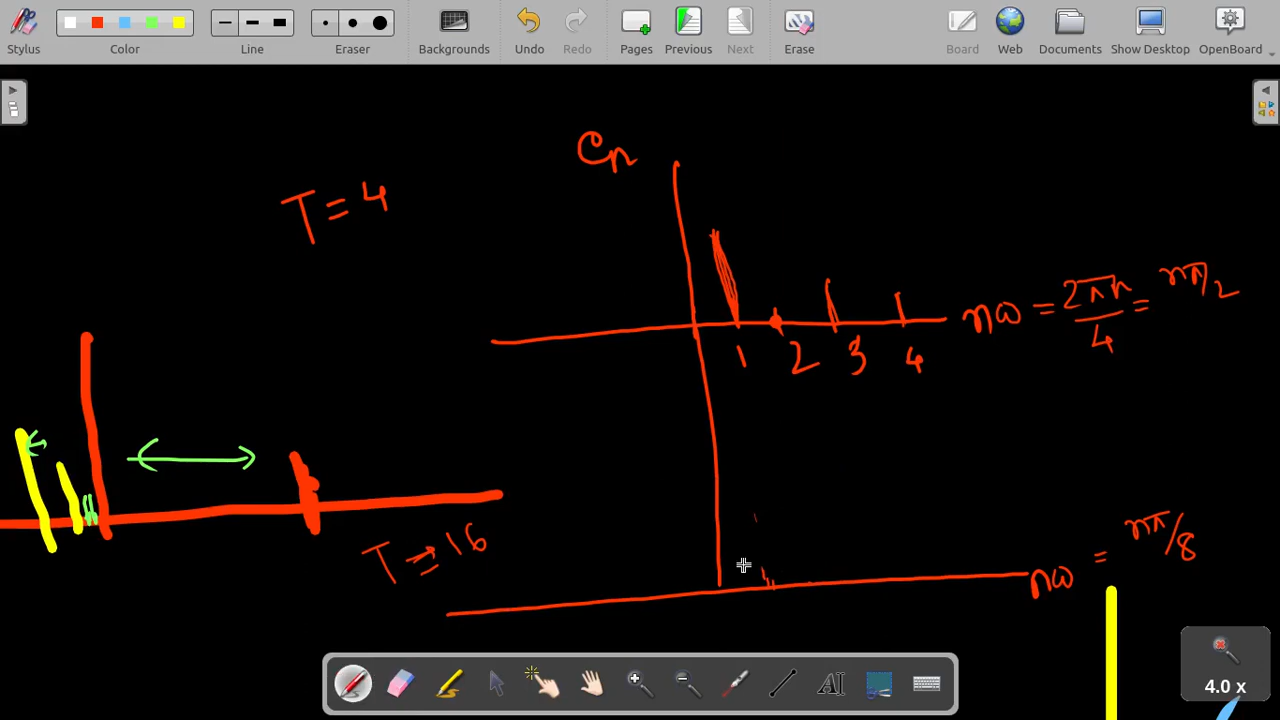 Stylus Color Line Eraser Backgrounds Undo Redo Pages Previous Next Erase Board Web Documents Show Desktop OpenBoard
Cn
T = 4
nω = 2πn/4 = nπ/2
1 2 3 4
T = 16
nω = nπ/8
AI
4.0 x